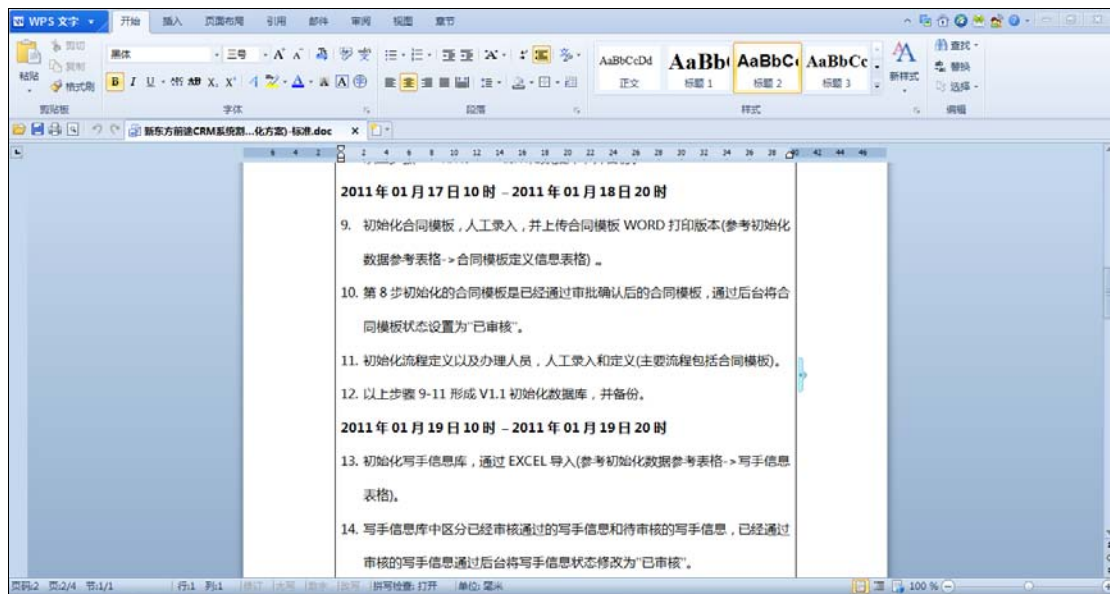 WPS 文字
开始 插入 页面布局 引用 邮件 审阅 视图 章节
剪切 黑体 三号 查找
复制 替换
粘贴 格式刷 选择
AaBbCcDd AaBb AaBbC AaBbCc
正文 标题 1 标题 2 标题 3 新样式
剪贴板 字体 段落 样式 编辑
新东方前途CRM系统数...化方案)-标准.doc
2011 年 01 月 17 日 10 时 – 2011 年 01 月 18 日 20 时
9. 初始化合同模板，人工录入，并上传合同模板 WORD 打印版本(参考初始化
数据参考表格->合同模板定义信息表格) 。
10. 第 8 步初始化的合同模板是已经通过审批确认后的合同模板，通过后台将合
同模板状态设置为"已审核"。
11. 初始化流程定义以及办理人员，人工录入和定义(主要流程包括合同模板)。
12. 以上步骤 9-11 形成 V1.1 初始化数据库，并备份。
2011 年 01 月 19 日 10 时 – 2011 年 01 月 19 日 20 时
13. 初始化写手信息库，通过 EXCEL 导入(参考初始化数据参考表格->写手信息
表格)。
14. 写手信息库中区分已经审核通过的写手信息和待审核的写手信息，已经通过
审核的写手信息通过后台将写手信息状态修改为"已审核"。
页码:2 页:2/4 节:1/1 行:1 列:1 修订 大写 数字 改写 拼写检查: 打开 单位: 毫米 100 %